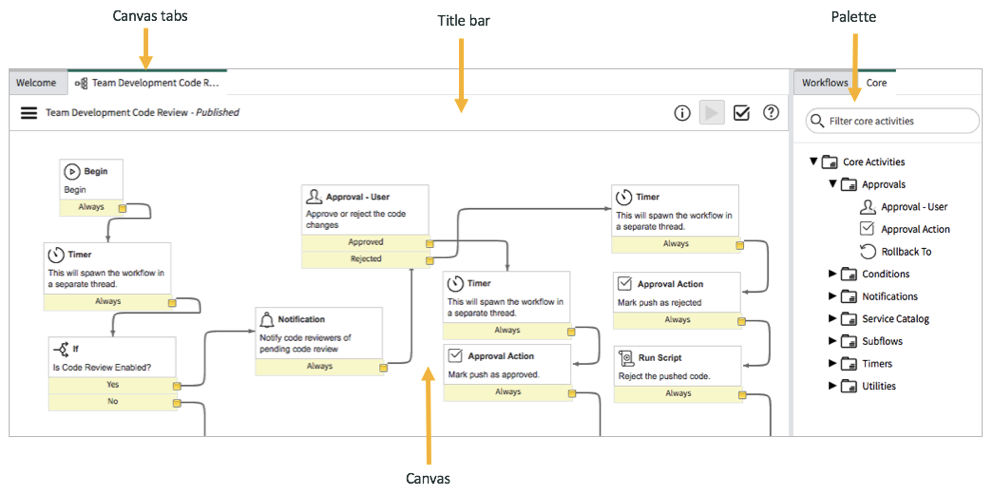 Canvas tabs
Title bar
Palette
Welcome
Team Development Code R...
Workflows
Core
Team Development Code Review - Published
Filter core activities
Begin
Begin
Always
Timer
This will spawn the workflow in
a separate thread.
Always
If
Is Code Review Enabled?
Yes
No
Notification
Notify code reviewers of
pending code review
Always
Approval - User
Approve or reject the code
changes
Approved
Rejected
Timer
This will spawn the workflow in
a separate thread.
Always
Approval Action
Mark push as approved.
Always
Timer
This will spawn the workflow in
a separate thread.
Always
Approval Action
Mark push as rejected
Always
Run Script
Reject the pushed code.
Always
Core Activities
Approvals
Approval - User
Approval Action
Rollback To
Conditions
Notifications
Service Catalog
Subflows
Timers
Utilities
Canvas